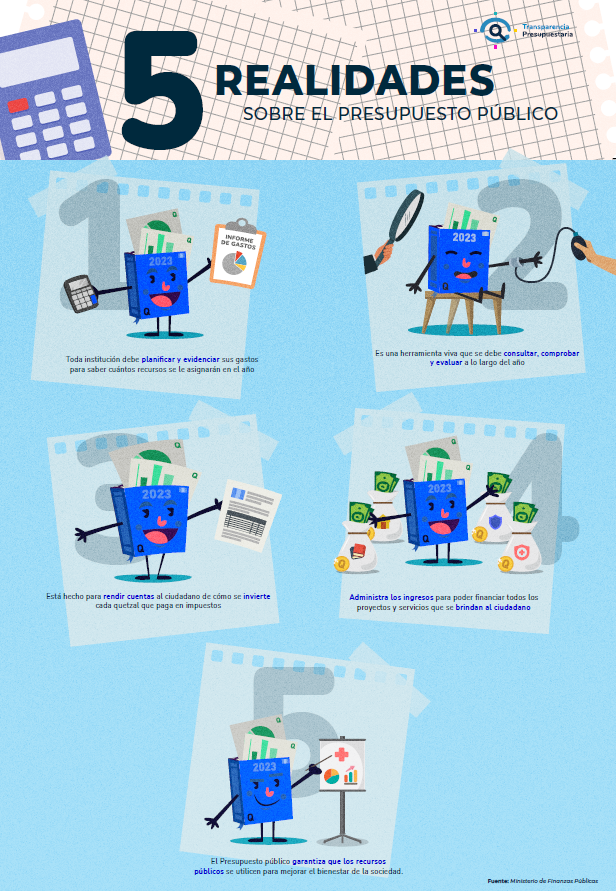 Transparencia
Presupuestaria
5
REALIDADES
SOBRE EL PRESUPUESTO PÚBLICO
1
Q
INFORME
DE GASTOS
2023
Q
Toda institución debe planificar y evidenciar sus gastos
para saber cuántos recursos se le asignarán en el año
2
Q
2023
Q
Es una herramienta viva que se debe consultar, comprobar
y evaluar a lo largo del año
3
Q
Q
2023
Q
Está hecho para rendir cuentas al ciudadano de cómo se invierte
cada quetzal que paga en impuestos
4
Q
Q
2023
Q
Q
Q
Q
Administra los ingresos para poder financiar todos los
proyectos y servicios que se brindan al ciudadano
5
Q
Q
2023
Q
El Presupuesto público garantiza que los recursos
públicos se utilicen para mejorar el bienestar de la sociedad.
Fuente: Ministerio de Finanzas Públicas